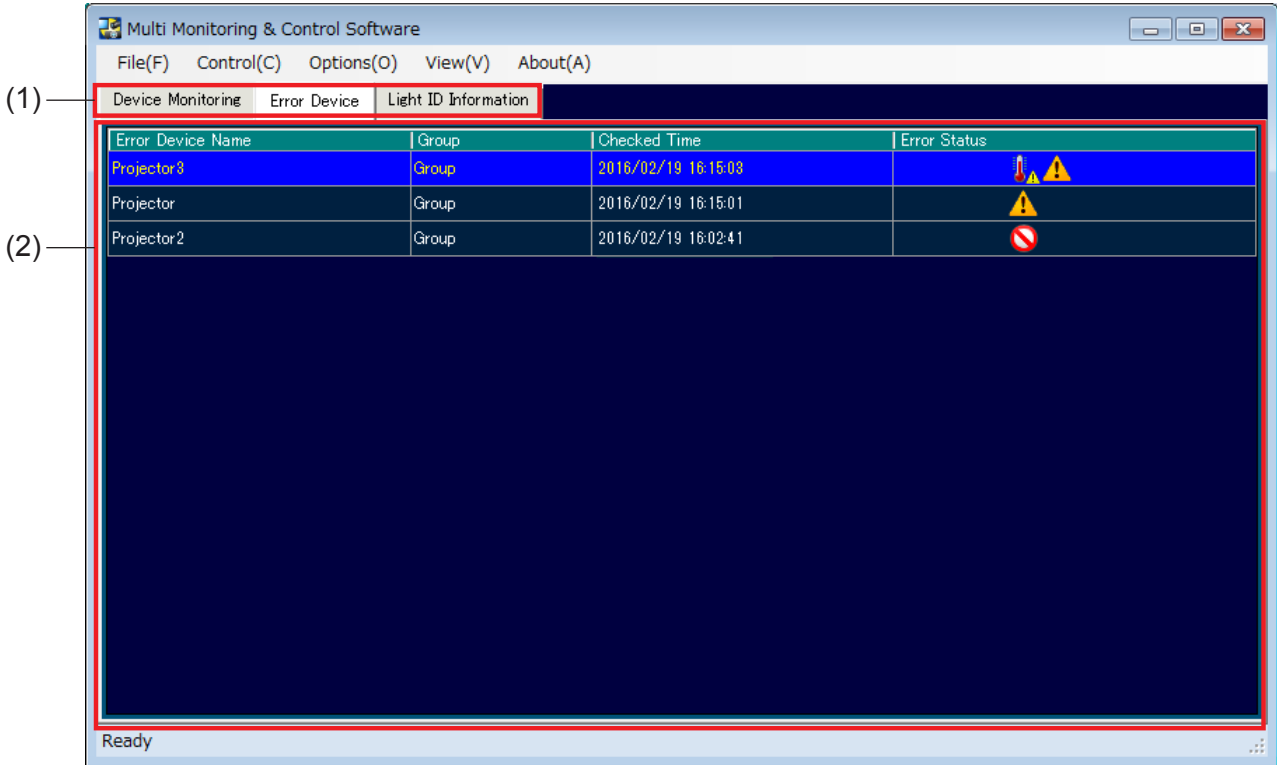 Multi Monitoring & Control Software
File(F) Control(C) Options(O) View(V) About(A)
(1)
Device Monitoring Error Device Light ID Information
Error Device Name Group Checked Time Error Status
Projector3 Group 2016/02/19 16:15:03
Projector Group 2016/02/19 16:15:01
(2)
Projector2 Group 2016/02/19 16:02:41
Ready